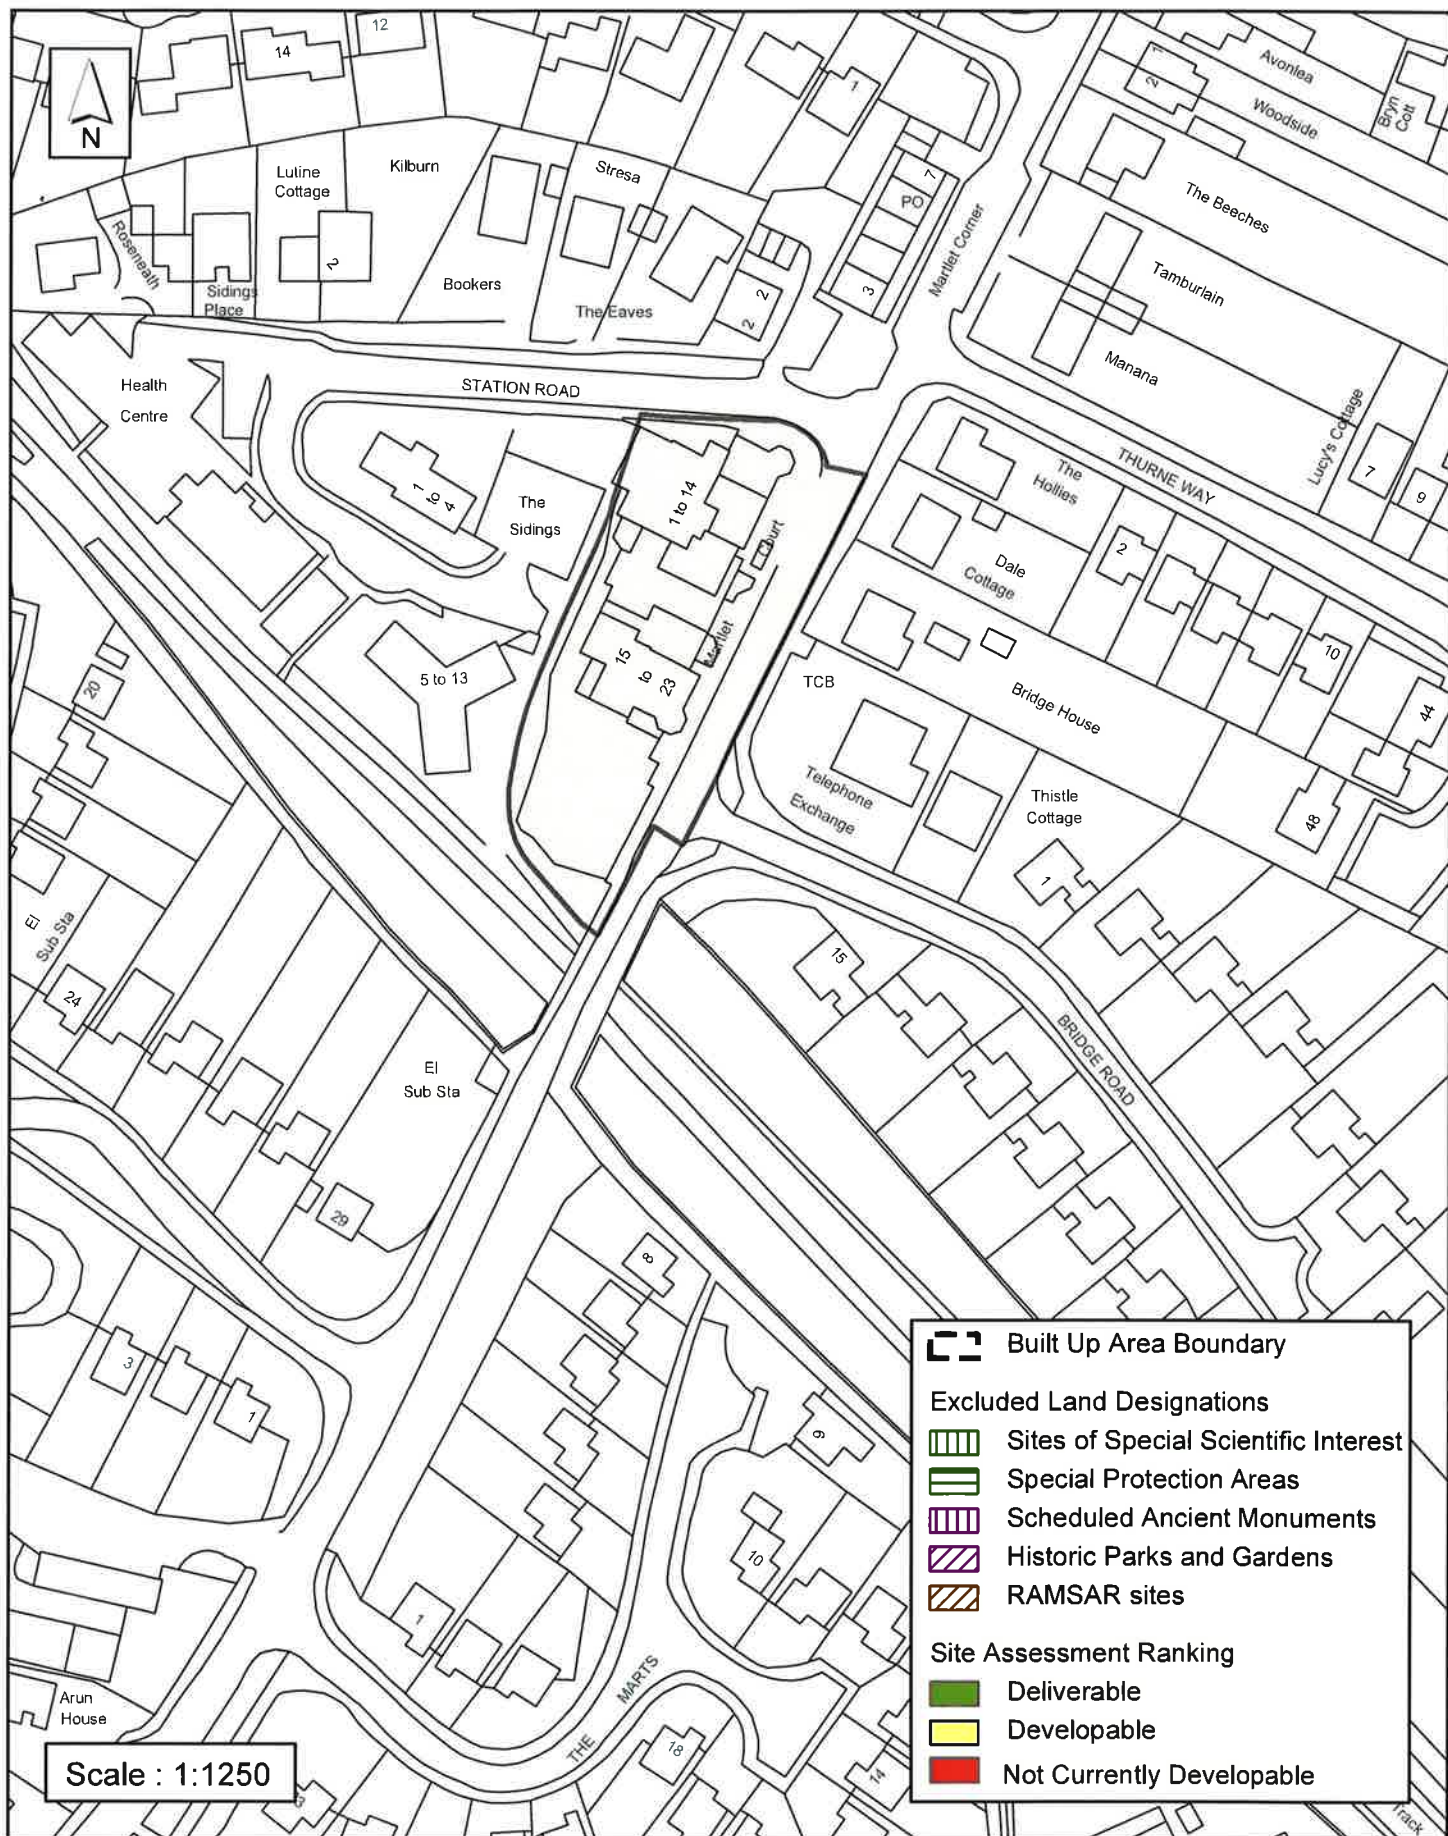 12
14
N
1
2
1
Avonlea
Woodside
Bryn
Cott
Lutine
Cottage
Kilburn
Stresa
7
PO
The Beeches
Roseneath
2
Sidings
Place
Bookers
The Eaves
2
2
3
Martlet Corner
Tamburlain
Manana
Health
Centre
STATION ROAD
Lucy's Cottage
7
9
THURNE WAY
The
Hollies
1
to
4
The
Sidings
1 to 14
Court
Dale
Cottage
2
10
44
Martlet
15
to
23
5 to 13
TCB
Bridge House
20
Telephone
Exchange
Thistle
Cottage
48
1
El
Sub Sta
24
15
BRIDGE ROAD
El
Sub Sta
29
8
3
1
9
10
1
Arun
House
THE
MARTS
18
14
3
Track
Scale : 1:1250
Built Up Area Boundary
Excluded Land Designations
Sites of Special Scientific Interest
Special Protection Areas
Scheduled Ancient Monuments
Historic Parks and Gardens
RAMSAR sites
Site Assessment Ranking
Deliverable
Developable
Not Currently Developable